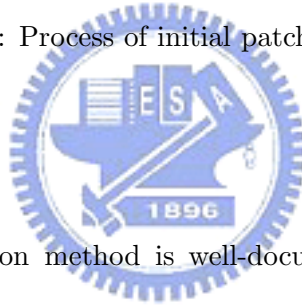 : Process of initial patch
E S A
1896
on method is well-docu